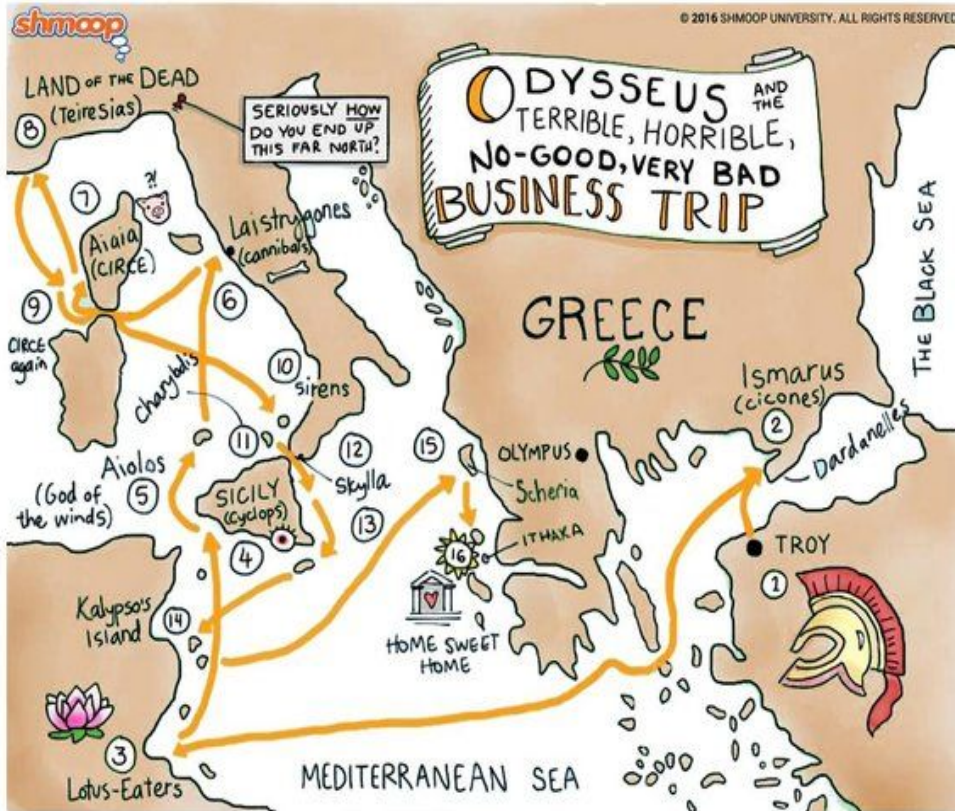 shmoop
© 2016 SHMOOP UNIVERSITY. ALL RIGHTS RESERVED
ODYSSEUS AND THE
TERRIBLE, HORRIBLE,
NO-GOOD, VERY BAD
BUSINESS TRIP
LAND OF THE DEAD
(Teiresias)
8
SERIOUSLY HOW
DO YOU END UP
THIS FAR NORTH?
7
?!
Aiaia
(CIRCE)
Laistrygones
(cannibals)
6
9
CIRCE
again
THE BLACK SEA
GREECE
10
Sirens
charybdis
11
12
Skylla
13
Aiolos
5
(God of
the winds)
SICILY
(Cyclops)
4
15
OLYMPUS
Scheria
ITHAKA
16
HOME SWEET
HOME
Ismarus
(cicones)
2
Dardanelles
TROY
1
Kalypso's
Island
14
3
Lotus-Eaters
MEDITERRANEAN SEA